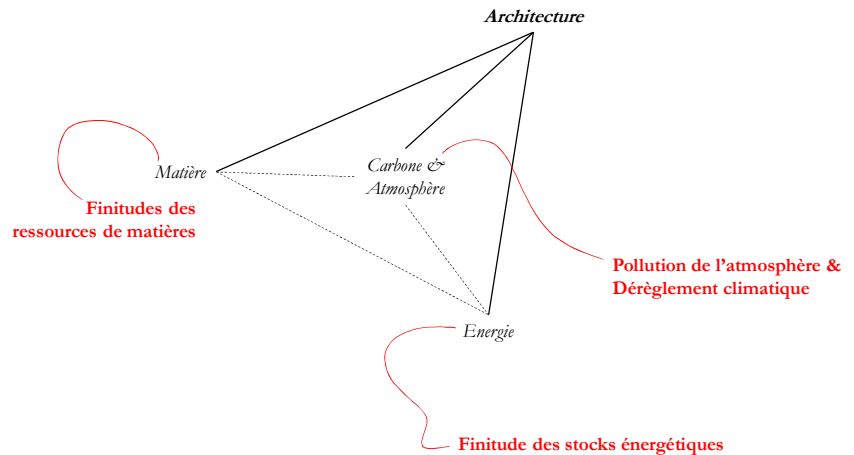 Architecture
Matière
Carbone &
Atmosphère
Finitudes des
ressources de matières
Pollution de l'atmosphère &
Dérèglement climatique
Energie
Finitude des stocks énergétiques